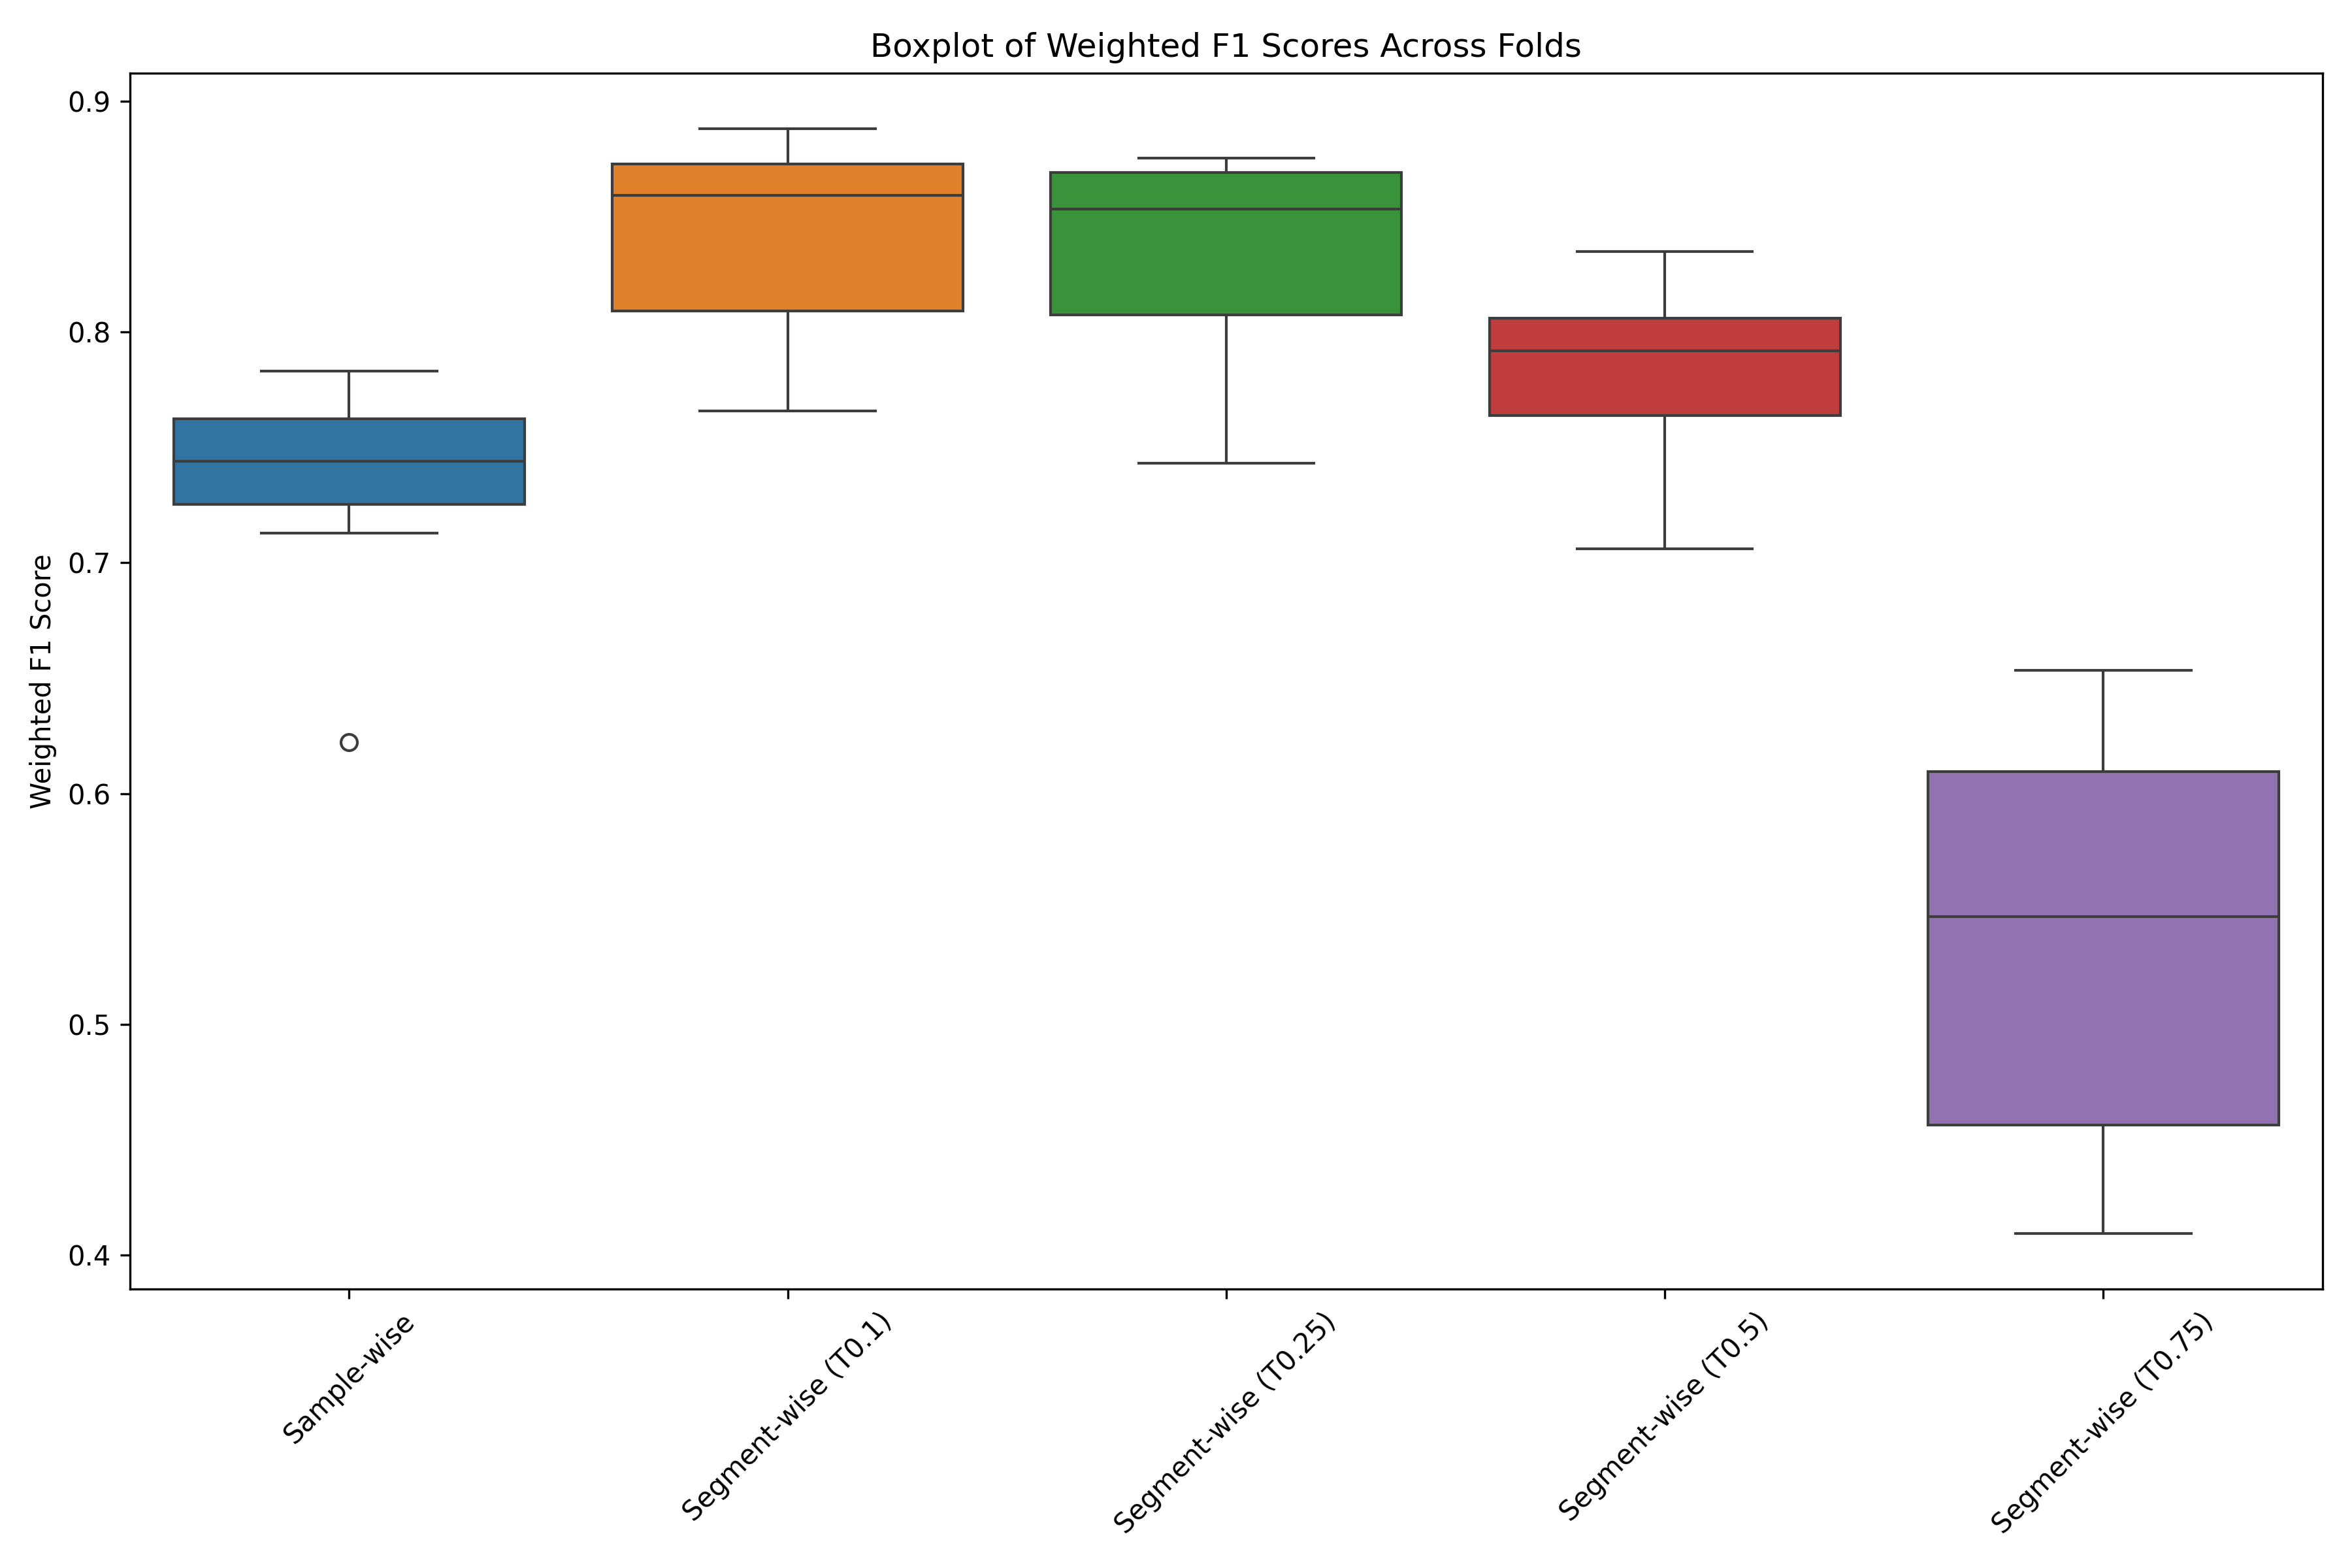 Boxplot of Weighted F1 Scores Across Folds
Weighted F1 Score
0.9
0.8
0.7
0.6
0.5
0.4
Sample-wise
Segment-wise (T0.1)
Segment-wise (T0.25)
Segment-wise (T0.5)
Segment-wise (T0.75)